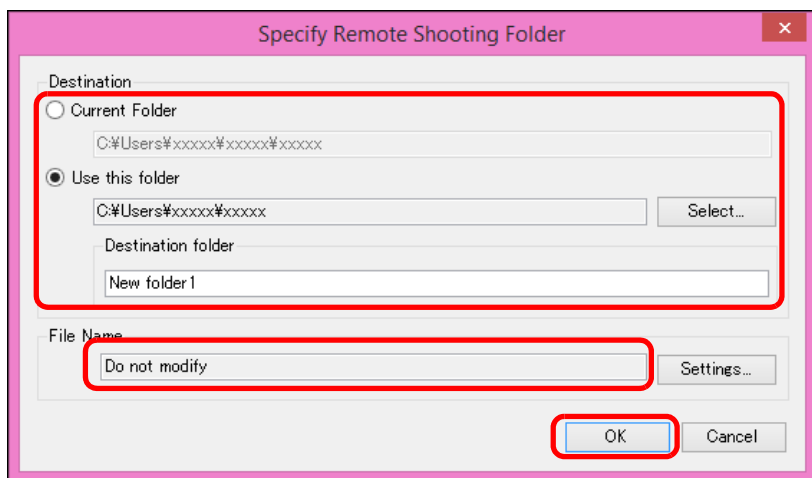 Specify Remote Shooting Folder
Destination
Current Folder
C:¥Users¥xxxxx¥xxxxx¥xxxxx
Use this folder
C:¥Users¥xxxxx¥xxxxx
Select...
Destination folder
New folder1
File Name
Do not modify
Settings...
OK
Cancel